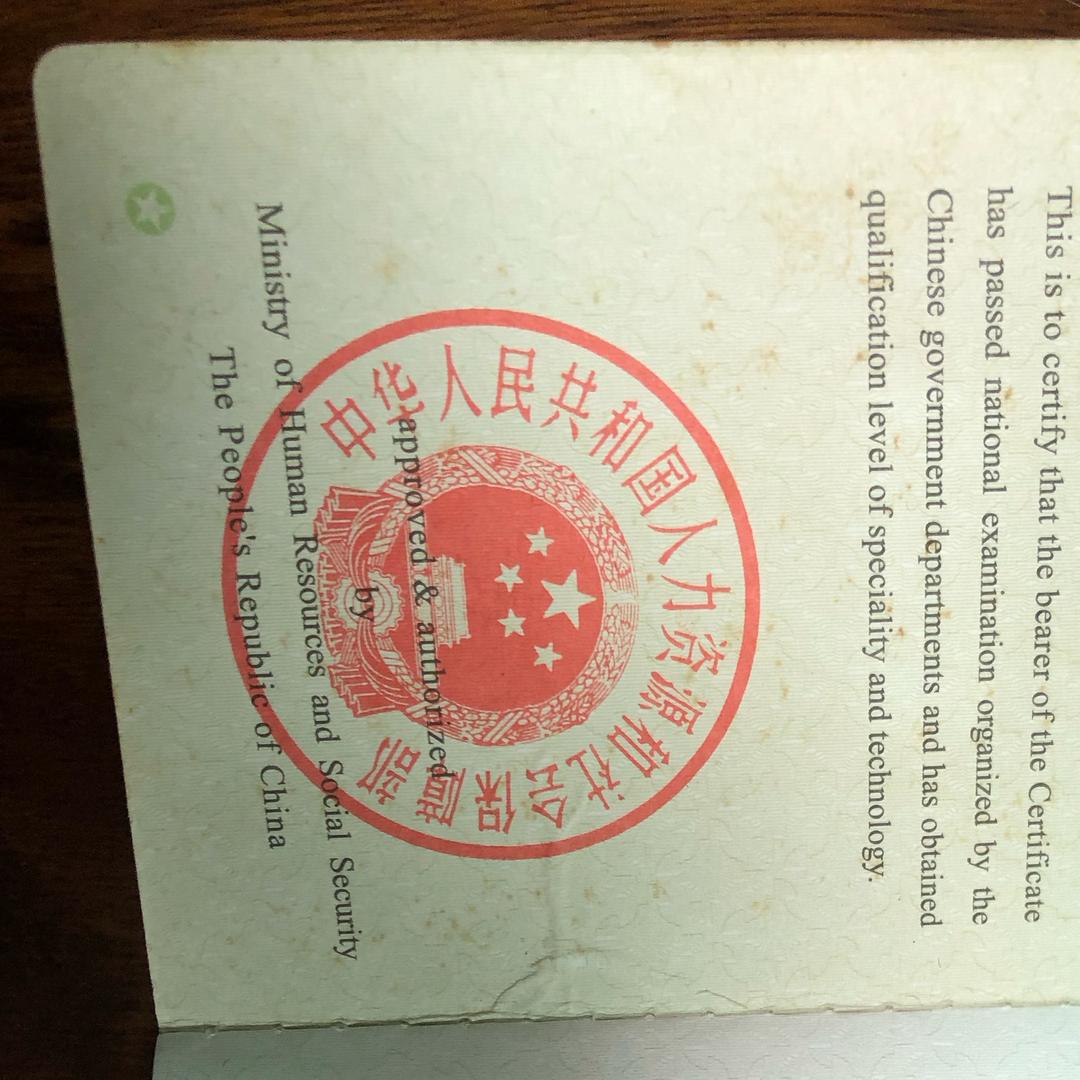 This is to certify that the bearer of the Certificate
has passed national examination organized by the
Chinese government departments and has obtained
qualification level of speciality and technology.
中华人民共和国人力资源和社会保障部
approved & authorized
by
Ministry of Human Resources and Social Security
The People's Republic of China